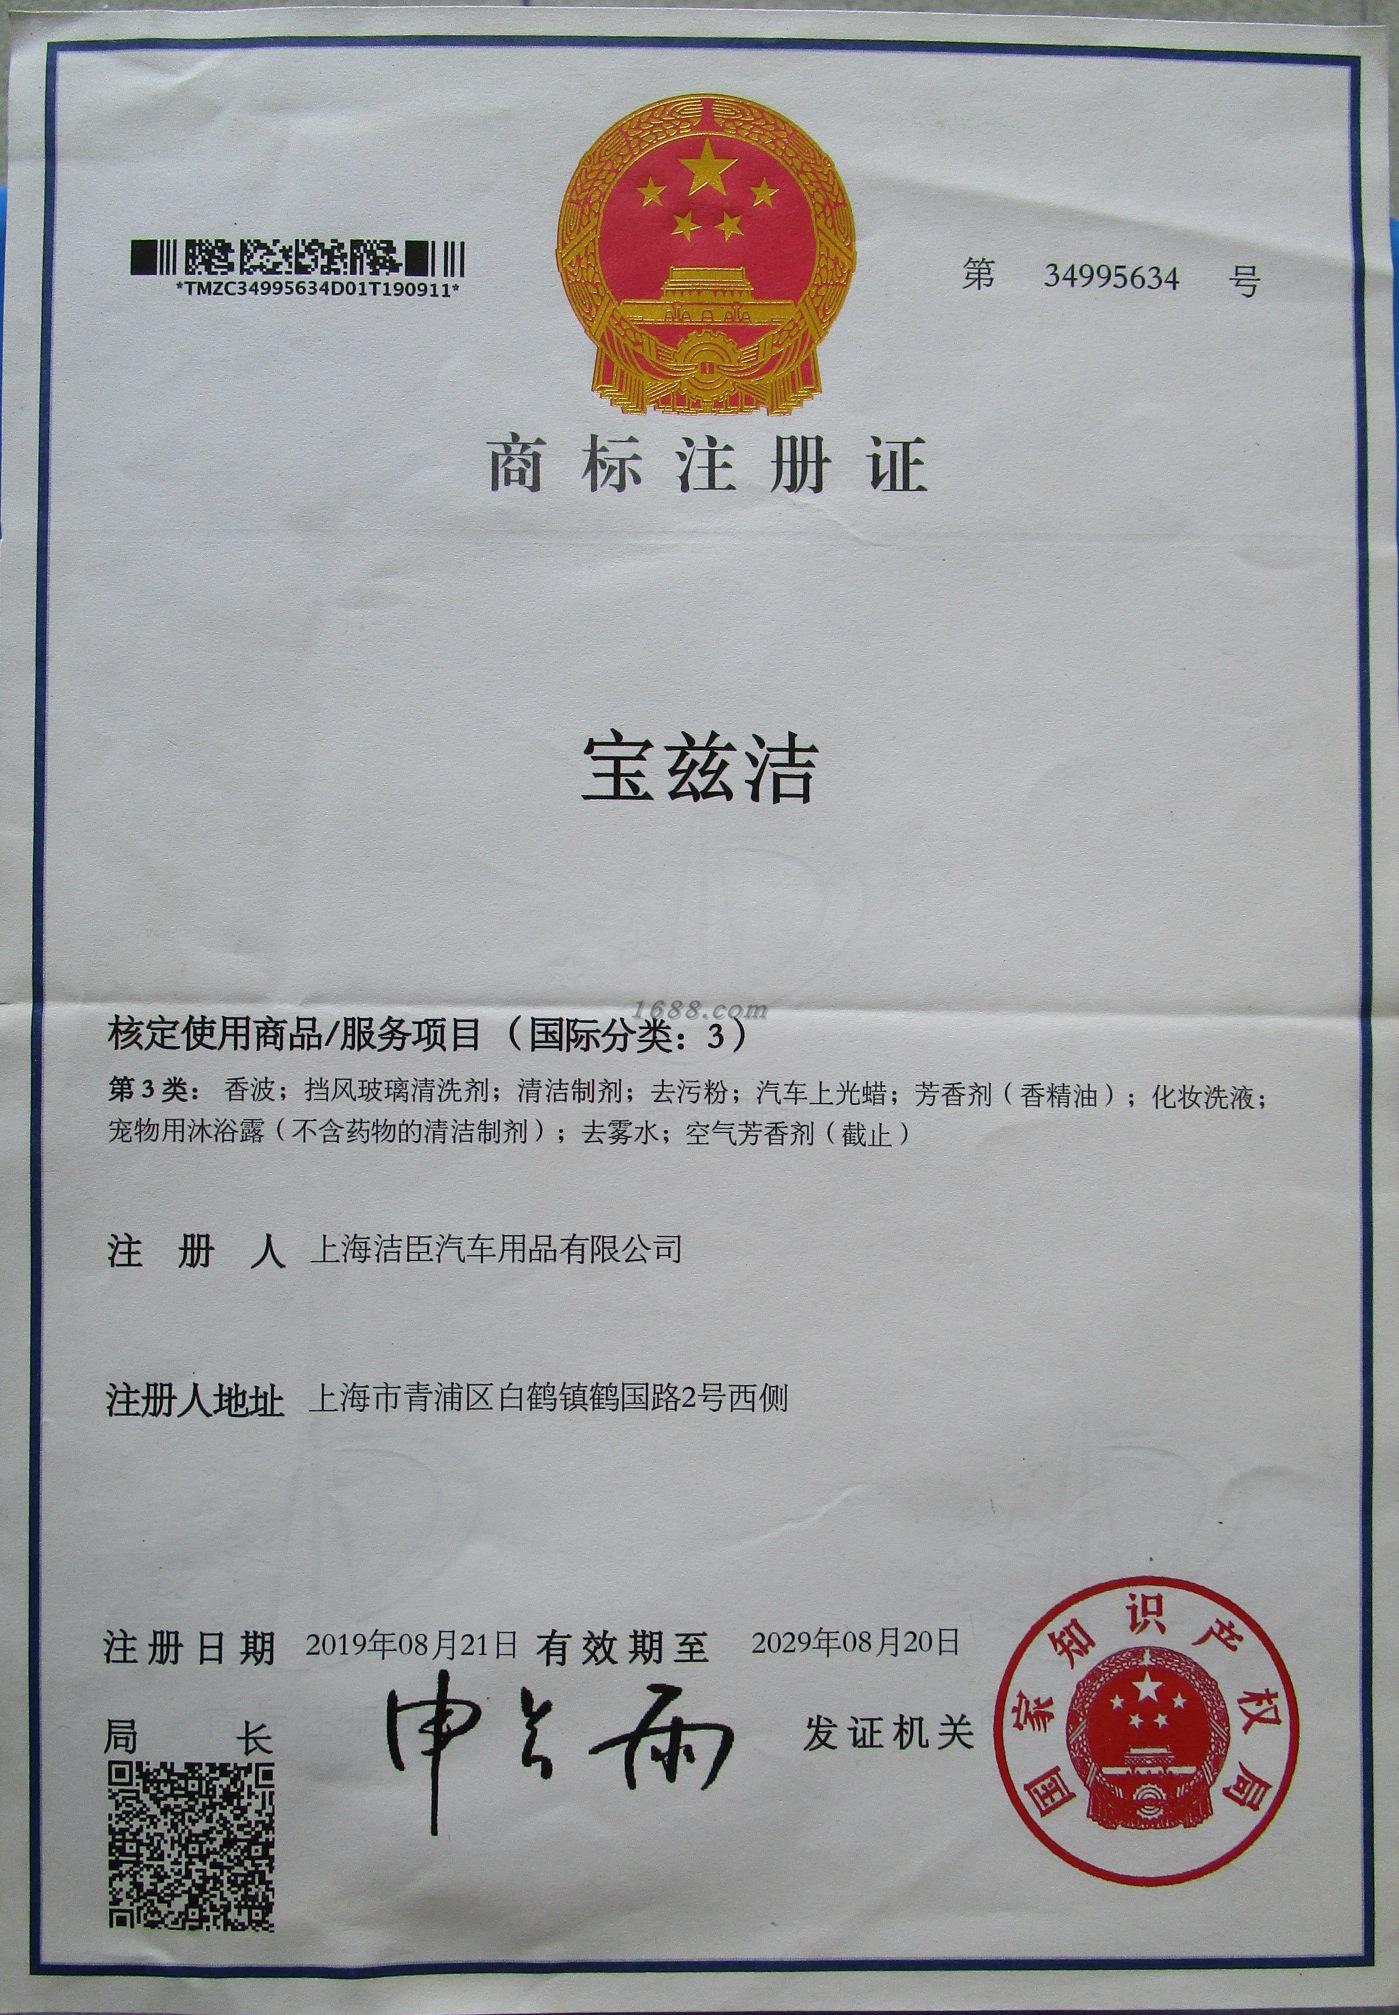 *TMZC34995634D01T190911*
第 34995634 号
商标注册证
宝兹洁
1688.com
核定使用商品/服务项目（国际分类：3）
第3类：香波；挡风玻璃清洗剂；清洁制剂；去污粉；汽车上光蜡；芳香剂（香精油）；化妆洗液；
宠物用沐浴露（不含药物的清洁制剂）；去雾水；空气芳香剂（截止）
注册人 上海洁臣汽车用品有限公司
注册人地址 上海市青浦区白鹤镇鹤国路2号西侧
注册日期 2019年08月21日 有效期至 2029年08月20日
局长 申长雨 发证机关
国家知识产权局